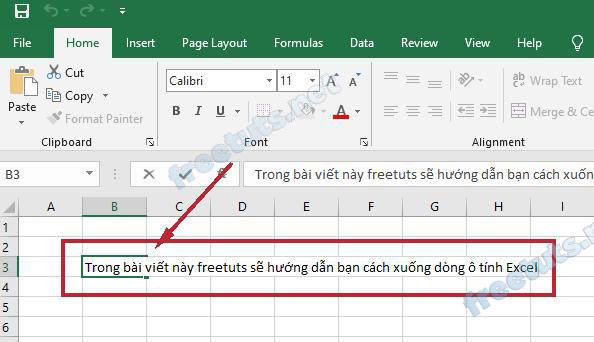 File Home Insert Page Layout Formulas Data Review View
Cut
Copy
Format Painter
Paste
Clipboard
Calibri 11 A A
B I U A
Font
ab Wrap Text
Merge & Ce
Alignment
freetuts.net
B3 fx Trong bài viết này freetuts sẽ hướng dẫn bạn cách xuốn
A B C D E F G H I
1
2
3 Trong bài viết này freetuts sẽ hướng dẫn bạn cách xuống dòng ô tính Excel
4
5
6
freetuts.net
freetuts.net